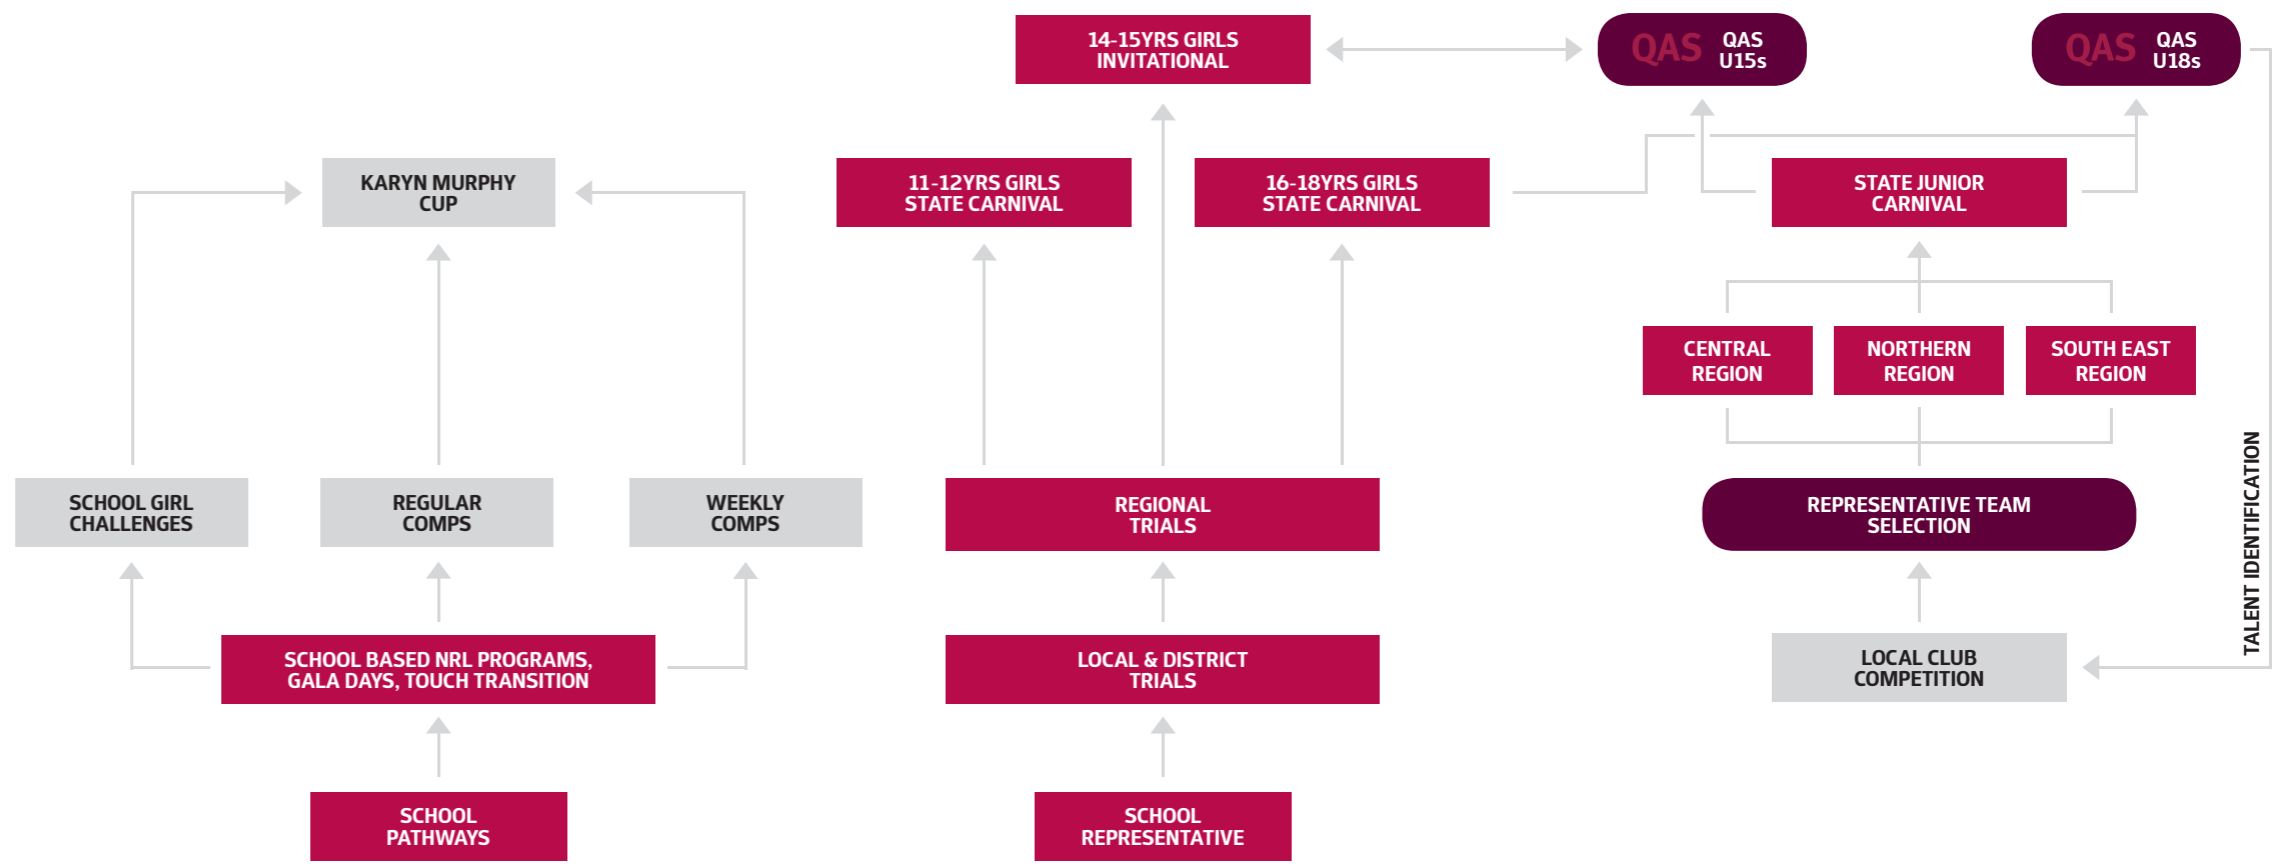 14-15YRS GIRLS
INVITATIONAL
QAS
QAS
U15s
QAS
QAS
U18s
KARYN MURPHY
CUP
11-12YRS GIRLS
STATE CARNIVAL
16-18YRS GIRLS
STATE CARNIVAL
STATE JUNIOR
CARNIVAL
CENTRAL
REGION
NORTHERN
REGION
SOUTH EAST
REGION
SCHOOL GIRL
CHALLENGES
REGULAR
COMPS
WEEKLY
COMPS
REGIONAL
TRIALS
REPRESENTATIVE TEAM
SELECTION
TALENT IDENTIFICATION
SCHOOL BASED NRL PROGRAMS,
GALA DAYS, TOUCH TRANSITION
LOCAL & DISTRICT
TRIALS
LOCAL CLUB
COMPETITION
SCHOOL
PATHWAYS
SCHOOL
REPRESENTATIVE